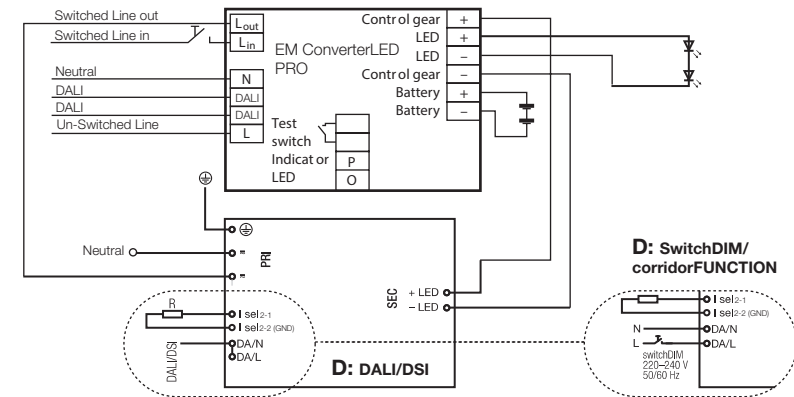 Switched Line out
Switched Line in
Neutral
DALI
DALI
Un-Switched Line
Lout
Lin
N
DALI
DALI
L
EM ConverterLED
PRO
Test
switch
Indicator
LED
P
O
Control gear +
LED +
LED –
Control gear –
Battery +
Battery –
Neutral
=
PRI
=
SEC
+ LED
– LED
R
I sel2-1
I sel2-2 (GND)
DA/N
DA/L
DALI/DSI
D: DALI/DSI
D: SwitchDIM/
corridorFUNCTION
I sel2-1
I sel2-2 (GND)
N
DA/N
L
DA/L
switchDIM
220–240 V
50/60 Hz